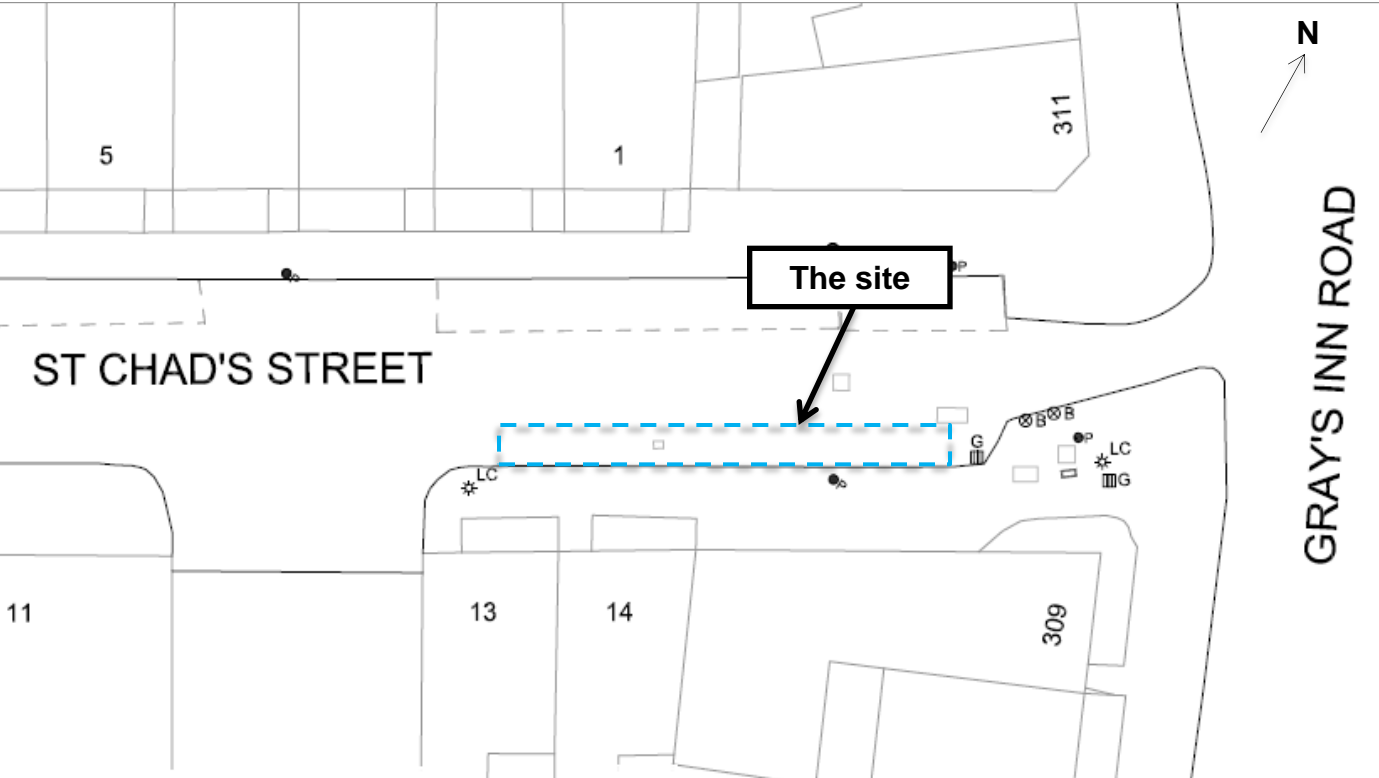 N
311
5
1
The site
P
P
ST CHAD'S STREET
GRAY'S INN ROAD
B
B
P
G
LC
LC
G
P
11
13
14
309